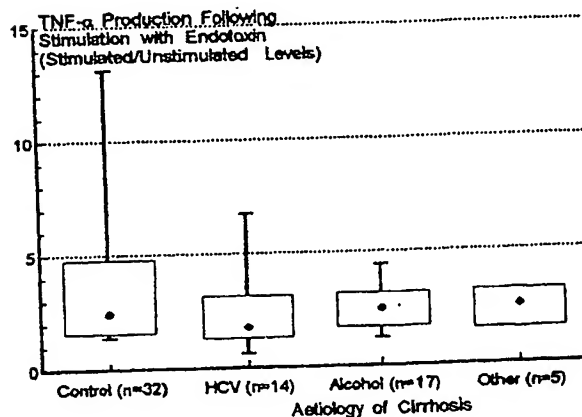 TNF-α Production Following
Stimulation with Endotoxin
(Stimulated/Unstimulated Levels)
15
10
5
0
Control (n=32) HCV (n=14) Alcohol (n=17) Other (n=5)
Aetiology of Cirrhosis